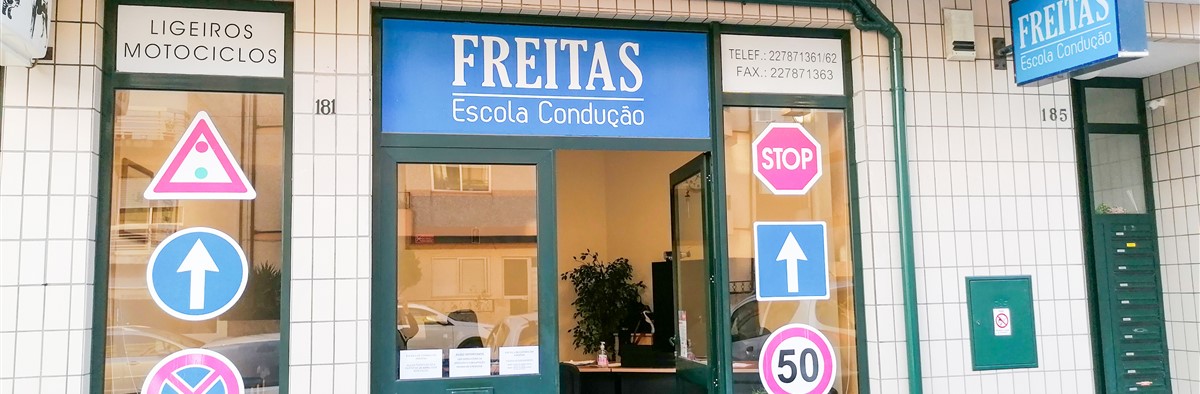 LIGEIROS
MOTOCICLOS
181
FREITAS
Escola Condução
TELEF.: 227871361/62
FAX.: 227871363
STOP
50
FREITAS
Escola Condução
185